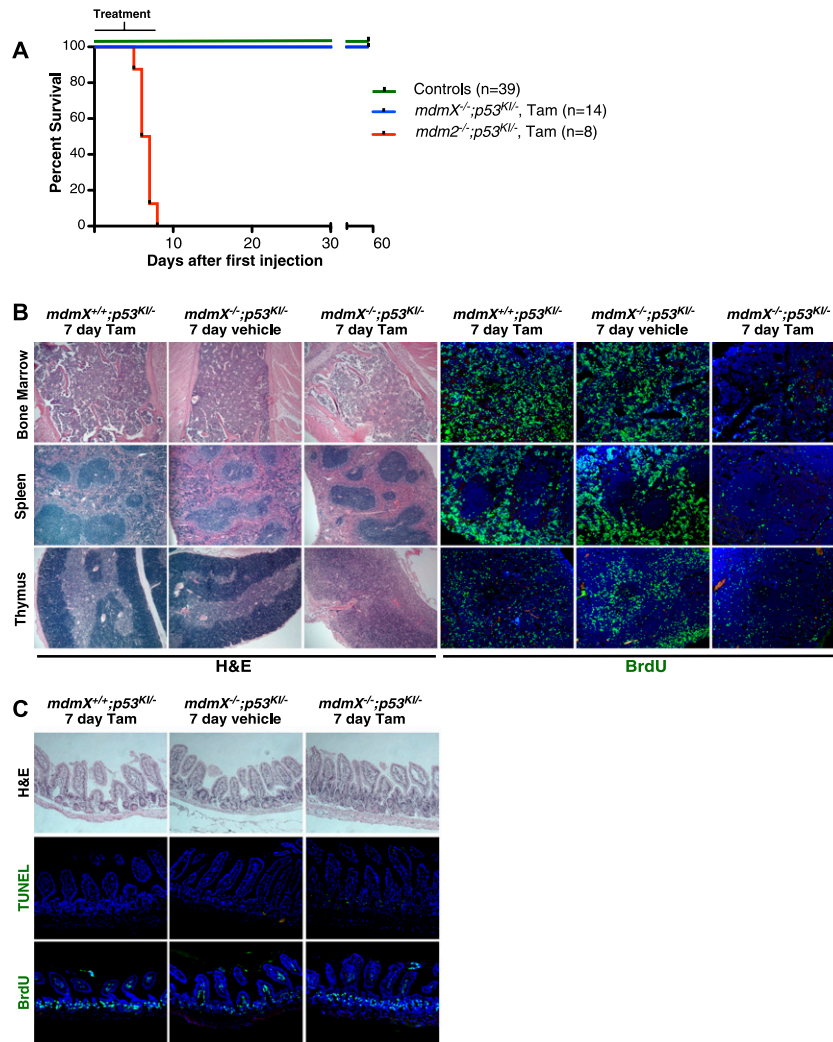 Treatment
A
100
80
60
40
20
0
Percent Survival
10
20
30
60
Days after first injection
Controls (n=39)
mdmX-/-;p53KI/-, Tam (n=14)
mdm2-/-;p53KI/-, Tam (n=8)
B
mdmX+/+;p53KI/- mdmX-/-;p53KI/- mdmX-/-;p53KI/- mdmX+/+;p53KI/- mdmX-/-;p53KI/- mdmX-/-;p53KI/-
7 day Tam 7 day vehicle 7 day Tam 7 day Tam 7 day vehicle 7 day Tam
Bone Marrow
Spleen
Thymus
H&E BrdU
C
mdmX+/+;p53KI/- mdmX-/-;p53KI/- mdmX-/-;p53KI/-
7 day Tam 7 day vehicle 7 day Tam
H&E
TUNEL
BrdU